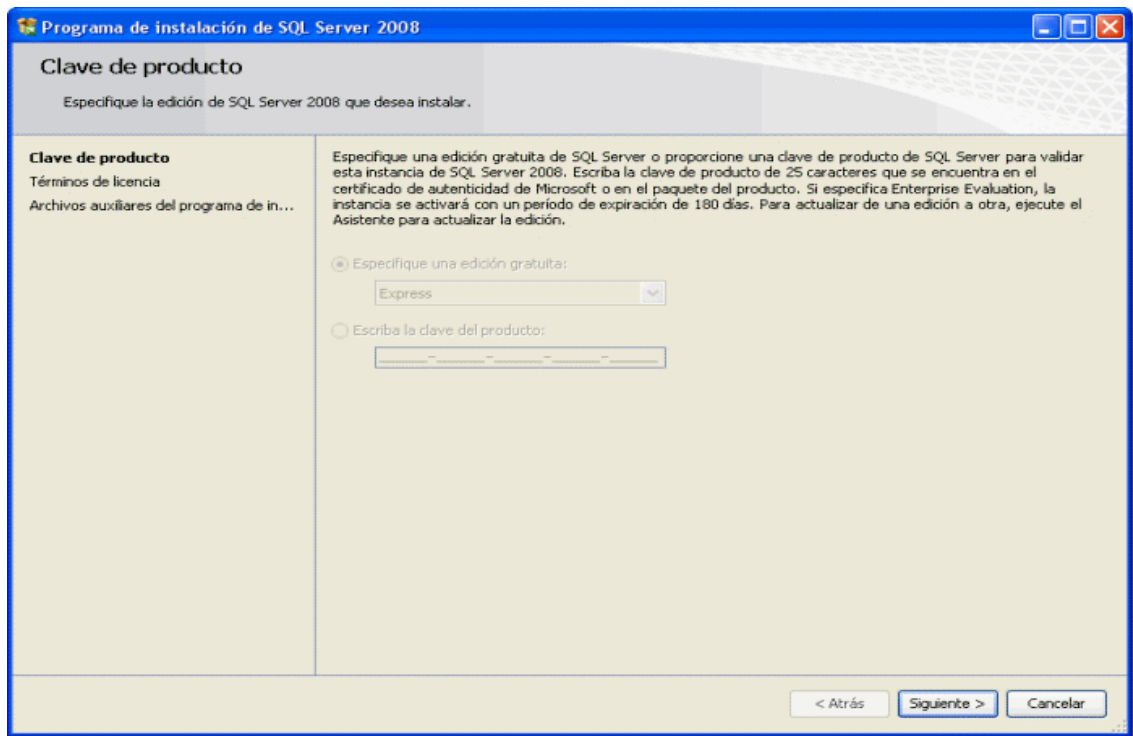 Programa de instalación de SQL Server 2008
Clave de producto
Especifique la edición de SQL Server 2008 que desea instalar.
Clave de producto
Términos de licencia
Archivos auxiliares del programa de in...
Especifique una edición gratuita de SQL Server o proporcione una clave de producto de SQL Server para validar
esta instancia de SQL Server 2008. Escriba la clave de producto de 25 caracteres que se encuentra en el
certificado de autenticidad de Microsoft o en el paquete del producto. Si especifica Enterprise Evaluation, la
instancia se activará con un período de expiración de 180 días. Para actualizar de una edición a otra, ejecute el
Asistente para actualizar la edición.
Especifique una edición gratuita:
Express
Escriba la clave del producto:
_____-_____-_____-_____-_____
< Atrás
Siguiente >
Cancelar